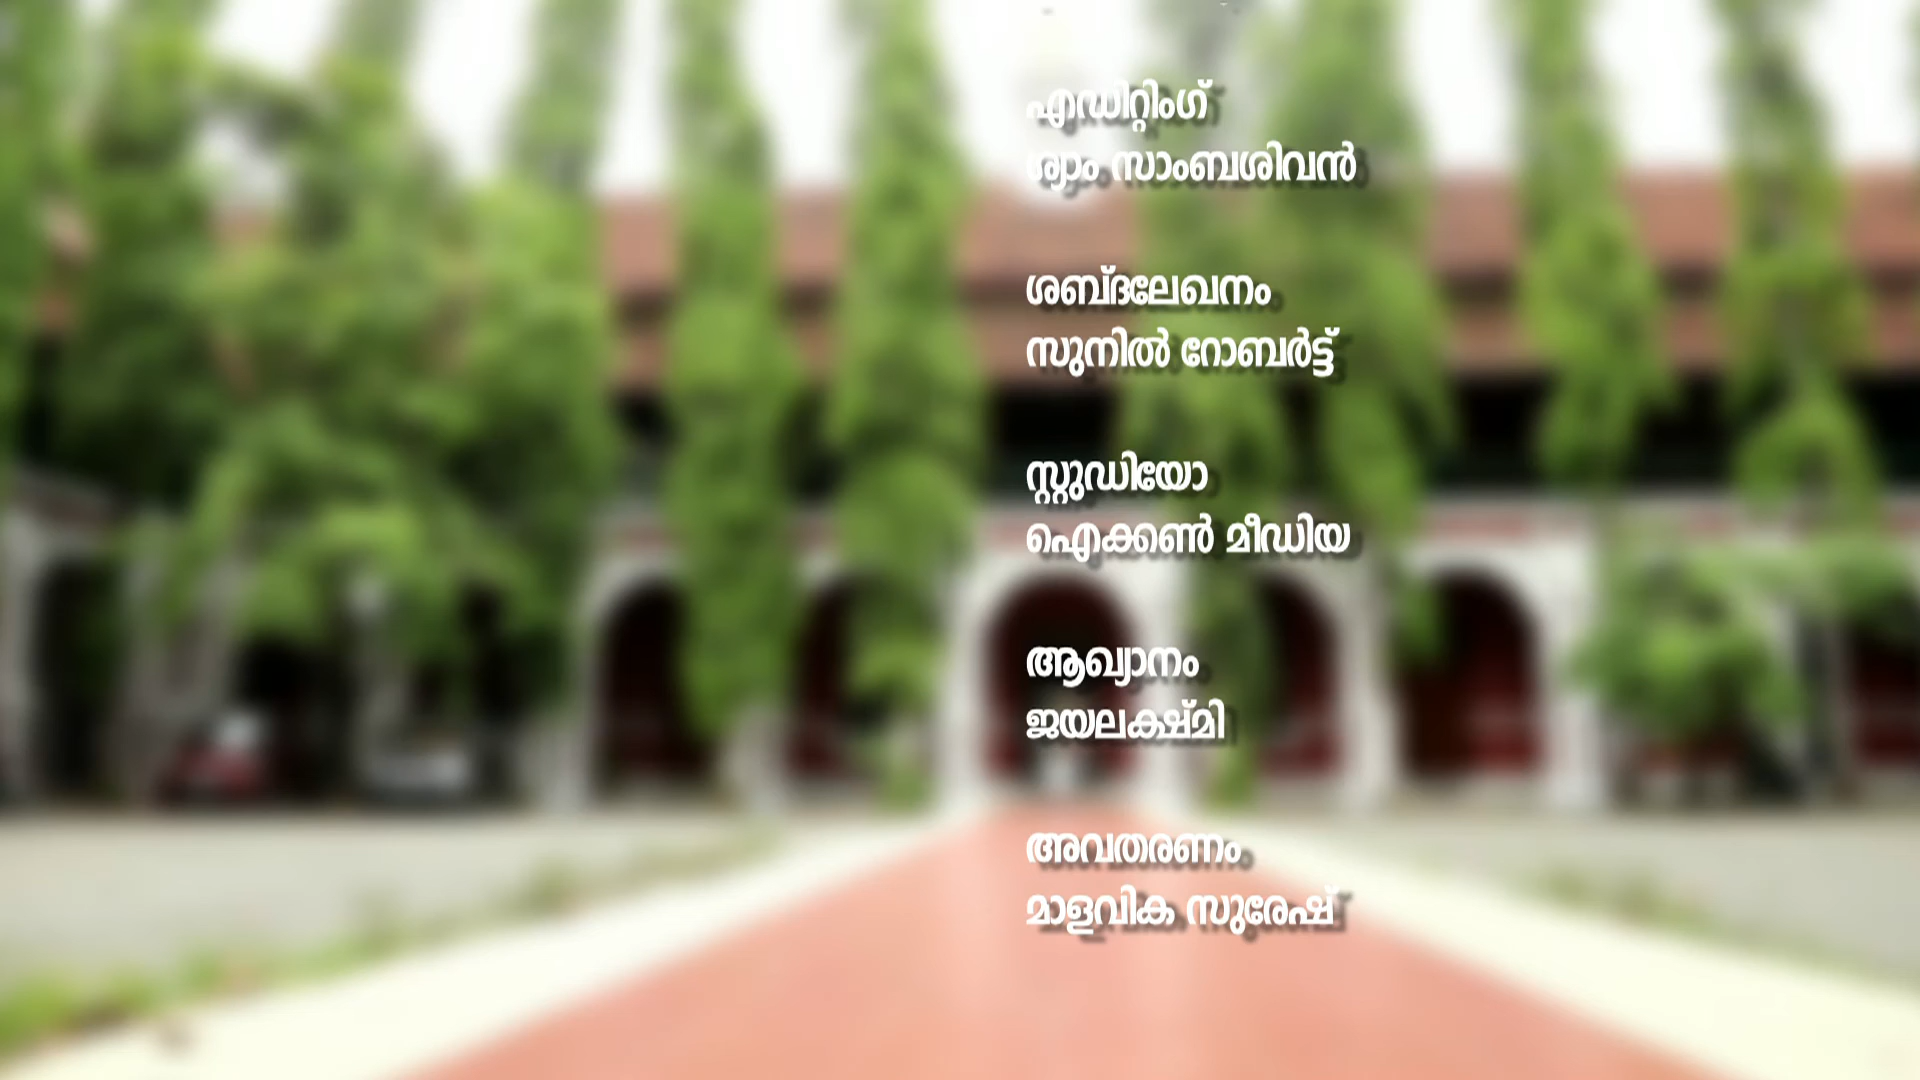 എഡിറ്റിംഗ്
ശ്യാം സാംബശിവൻ
ശബ്ദലേഖനം
സുനിൽ റോബർട്ട്
സ്റ്റുഡിയോ
ഐക്കൺ മീഡിയ
ആഖ്യാനം
ജയലക്ഷ്മി
അവതരണം
മാളവിക സുരേഷ്